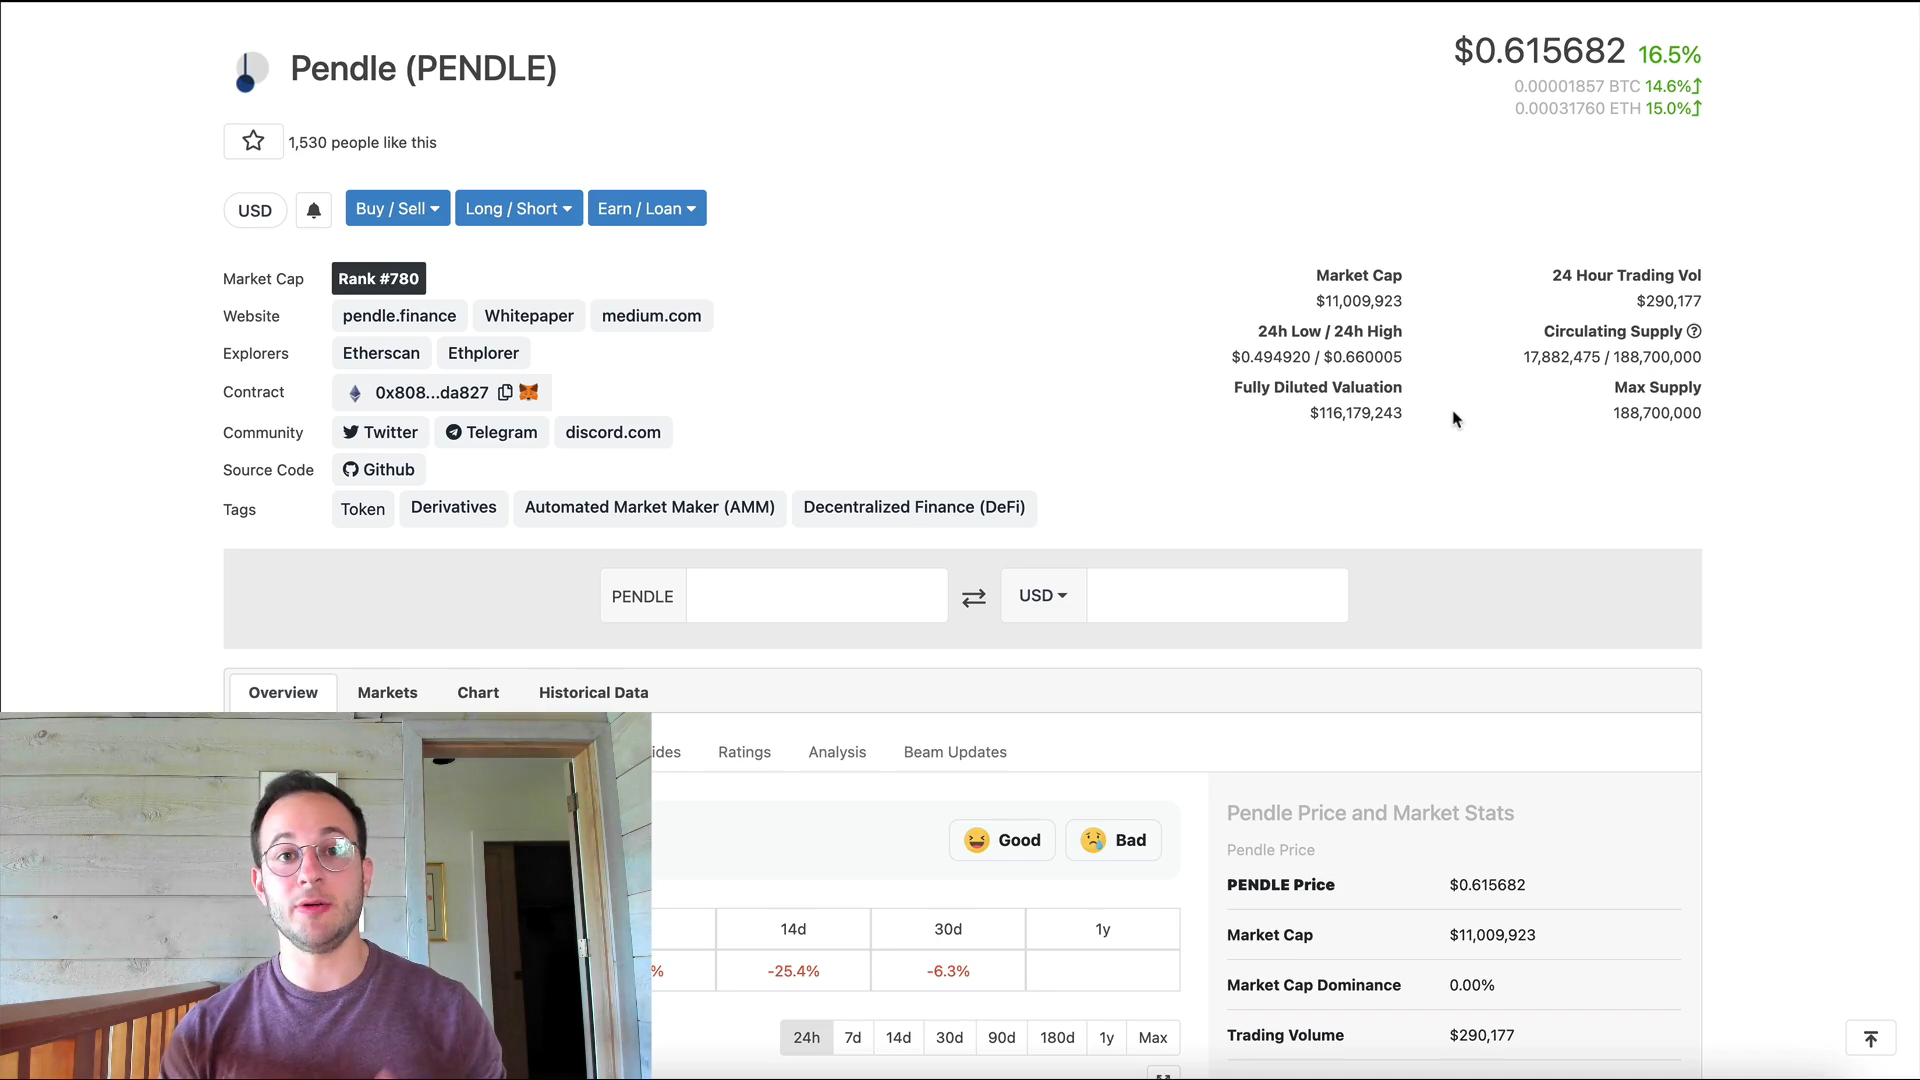 Pendle (PENDLE)
$0.615682 16.5%
0.00001857 BTC 14.6%
0.00031760 ETH 15.0%
1,530 people like this
USD
Buy / Sell
Long / Short
Earn / Loan
Market Cap Rank #780
Website pendle.finance Whitepaper medium.com
Explorers Etherscan Ethplorer
Contract 0x808...da827
Community Twitter Telegram discord.com
Source Code Github
Tags Token Derivatives Automated Market Maker (AMM) Decentralized Finance (DeFi)
Market Cap
$11,009,923
24 Hour Trading Vol
$290,177
24h Low / 24h High
$0.494920 / $0.660005
Circulating Supply
17,882,475 / 188,700,000
Fully Diluted Valuation
$116,179,243
Max Supply
188,700,000
PENDLE
USD
Overview Markets Chart Historical Data
Ratings Analysis Beam Updates
Good Bad
14d 30d 1y
% -25.4% -6.3%
24h 7d 14d 30d 90d 180d 1y Max
Pendle Price and Market Stats
Pendle Price
PENDLE Price $0.615682
Market Cap $11,009,923
Market Cap Dominance 0.00%
Trading Volume $290,177